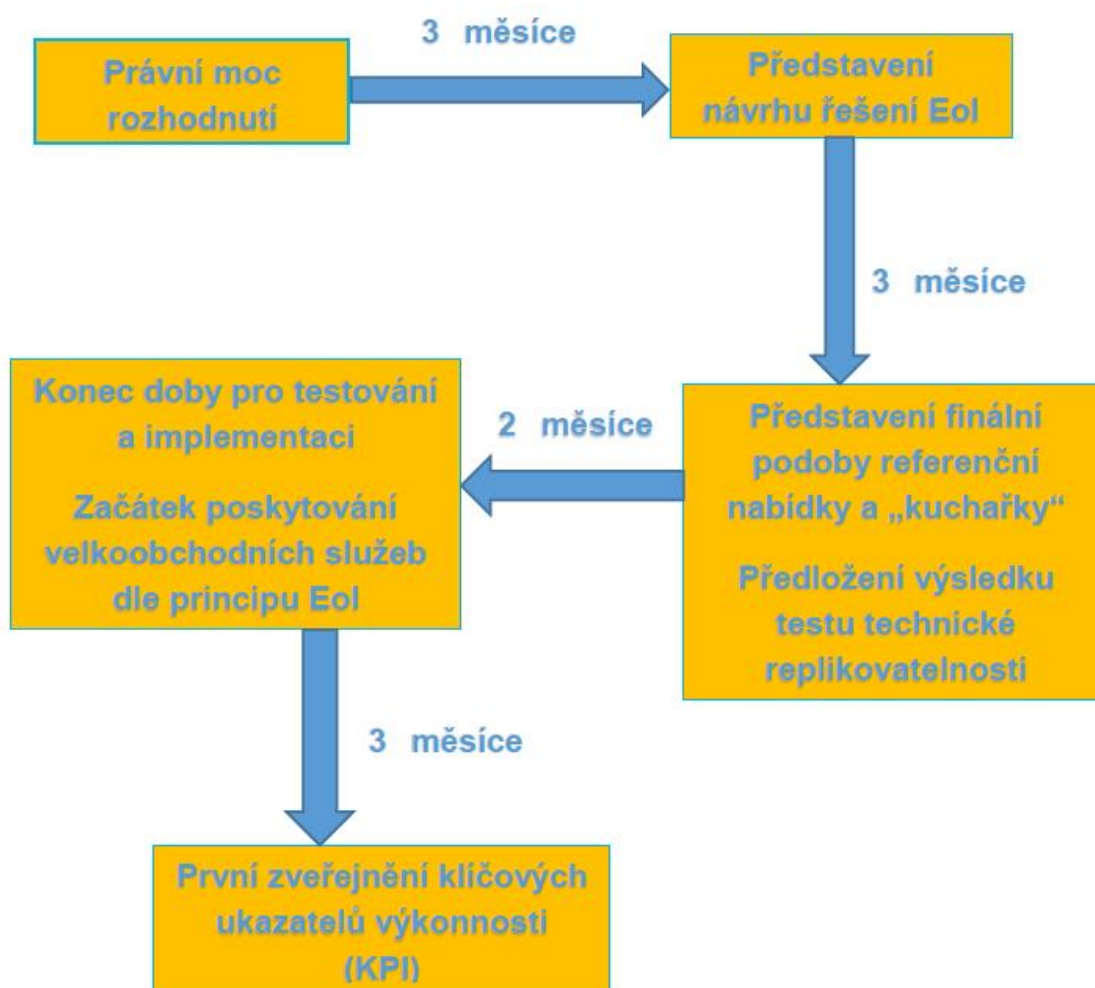 3 měsíce
Právní moc
rozhodnutí
Představení
návrhu řešení EoI
3 měsíce
Představení finální
podoby referenční
nabídky a „kuchařky“
Předložení výsledku
testu technické
replikovatelnosti
2 měsíce
Konec doby pro testování
a implementaci
Začátek poskytování
velkoobchodních služeb
dle principu EoI
3 měsíce
První zveřejnění klíčových
ukazatelů výkonnosti
(KPI)